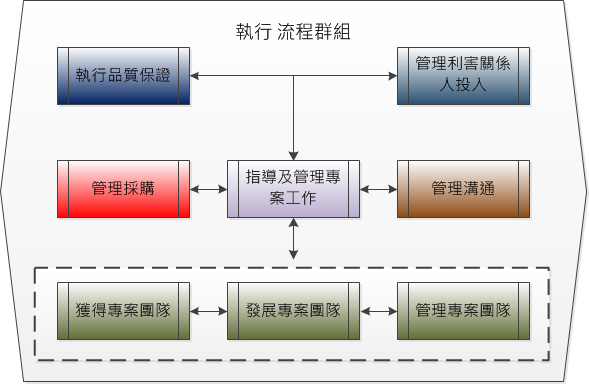 執行 流程群組
執行品質保證
管理利害關係
人投入
管理採購
指導及管理專
案工作
管理溝通
獲得專案團隊
發展專案團隊
管理專案團隊